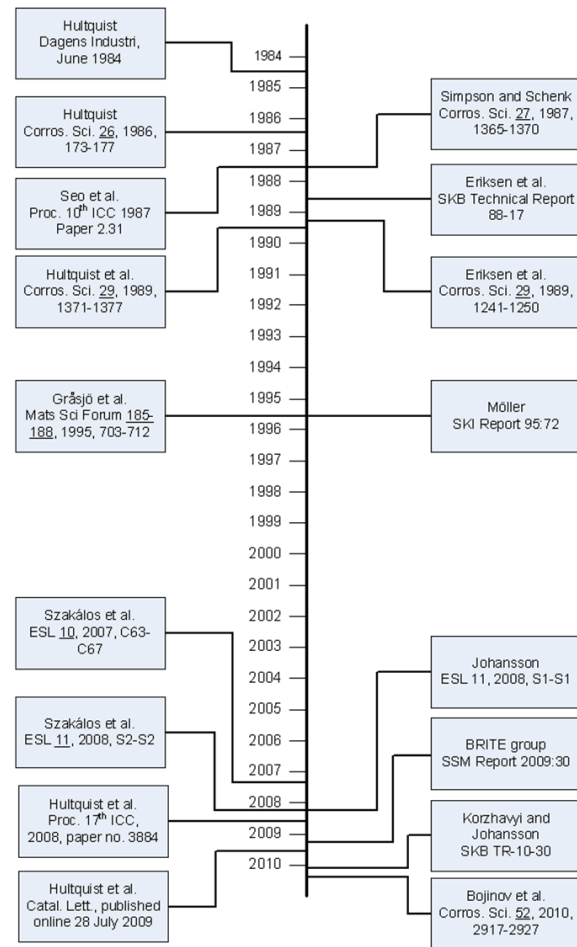 Hultquist
Dagens Industri,
June 1984
Hultquist
Corros. Sci. 26, 1986,
173-177
Seo et al.
Proc. 10th ICC 1987
Paper 2.31
Hultquist et al.
Corros. Sci. 29, 1989,
1371-1377
Gråsjö et al.
Mats Sci Forum 185-
188, 1995, 703-712
Szakálos et al.
ESL 10, 2007, C63-
C67
Szakálos et al.
ESL 11, 2008, S2-S2
Hultquist et al.
Proc. 17th ICC,
2008, paper no. 3884
Hultquist et al.
Catal. Lett., published
online 28 July 2009
1984
1985
1986
1987
1988
1989
1990
1991
1992
1993
1994
1995
1996
1997
1998
1999
2000
2001
2002
2003
2004
2005
2006
2007
2008
2009
2010
Simpson and Schenk
Corros. Sci. 27, 1987,
1365-1370
Eriksen et al.
SKB Technical Report
88-17
Eriksen et al.
Corros. Sci. 29, 1989,
1241-1250
Möller
SKI Report 95:72
Johansson
ESL 11, 2008, S1-S1
BRITE group
SSM Report 2009:30
Korzhavyi and
Johansson
SKB TR-10-30
Bojinov et al.
Corros. Sci. 52, 2010,
2917-2927